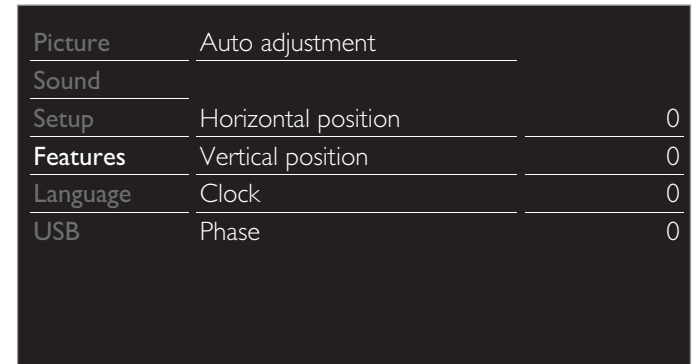 Picture Auto adjustment
Sound
Setup Horizontal position 0
Features Vertical position 0
Language Clock 0
USB Phase 0